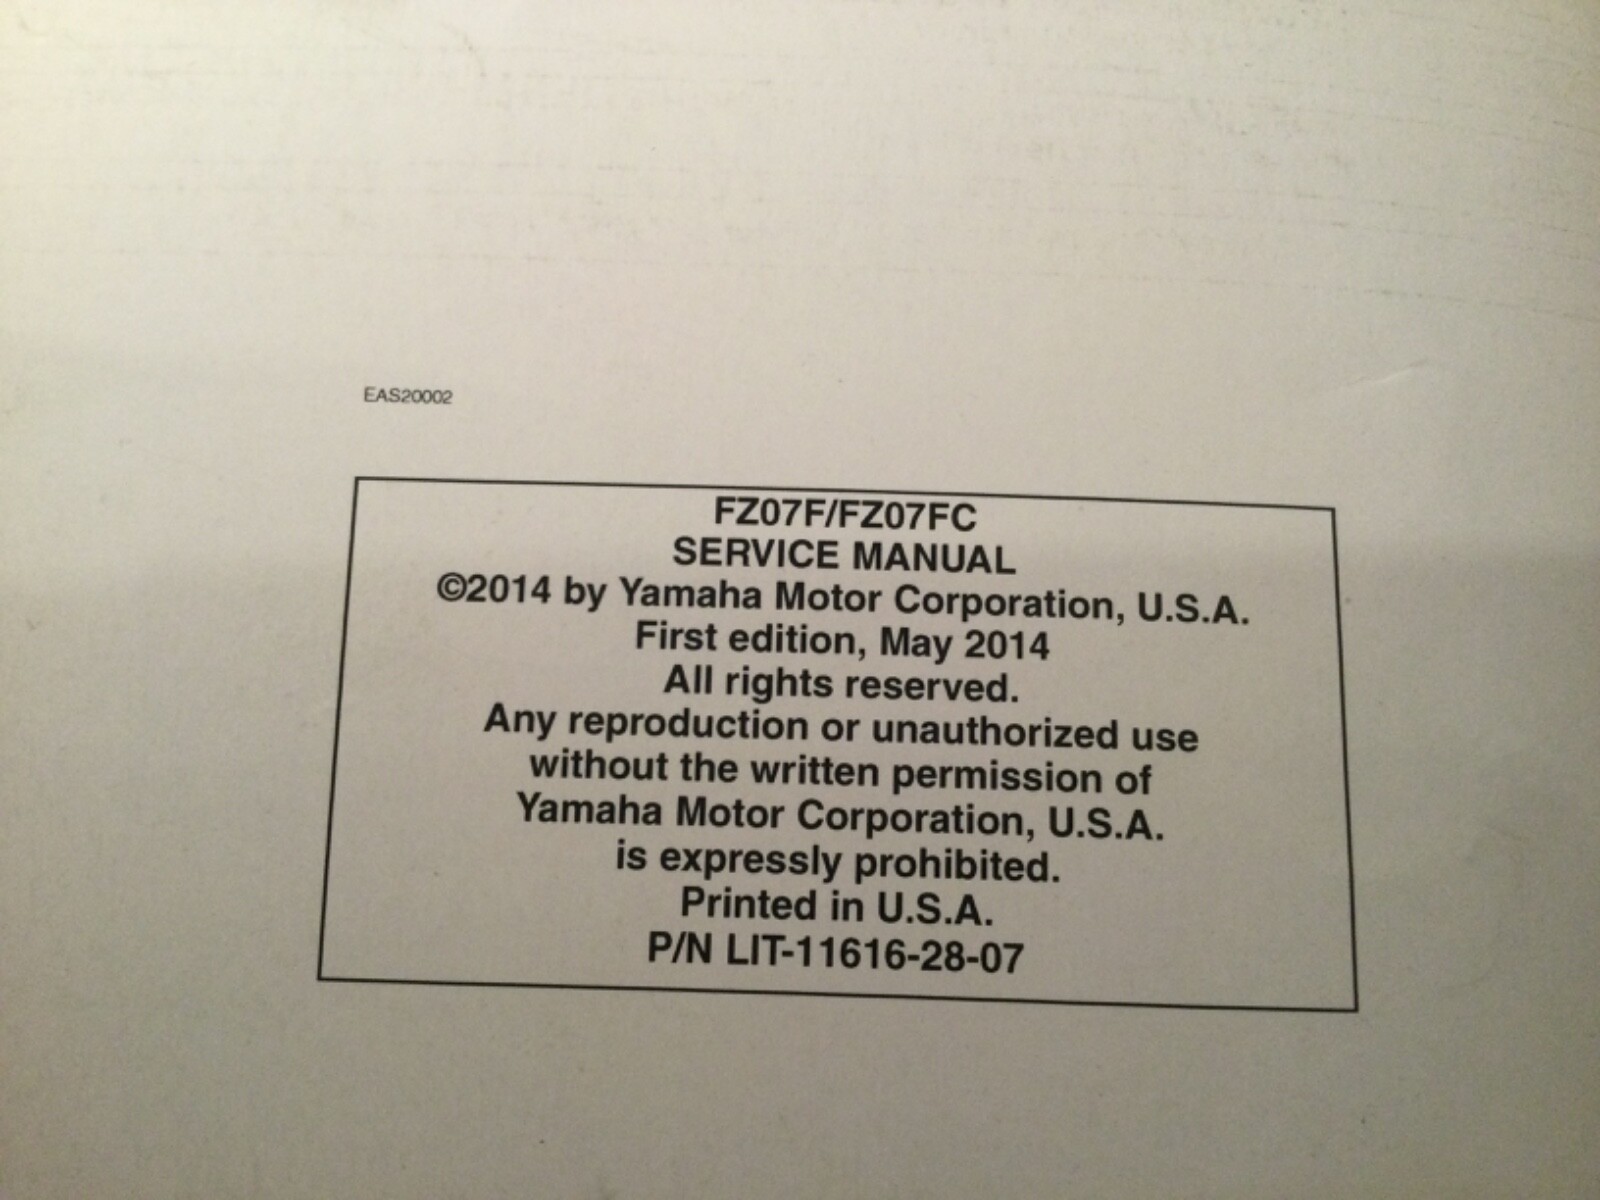 EAS20002
FZ07F/FZ07FC
SERVICE MANUAL
©2014 by Yamaha Motor Corporation, U.S.A.
First edition, May 2014
All rights reserved.
Any reproduction or unauthorized use
without the written permission of
Yamaha Motor Corporation, U.S.A.
is expressly prohibited.
Printed in U.S.A.
P/N LIT-11616-28-07